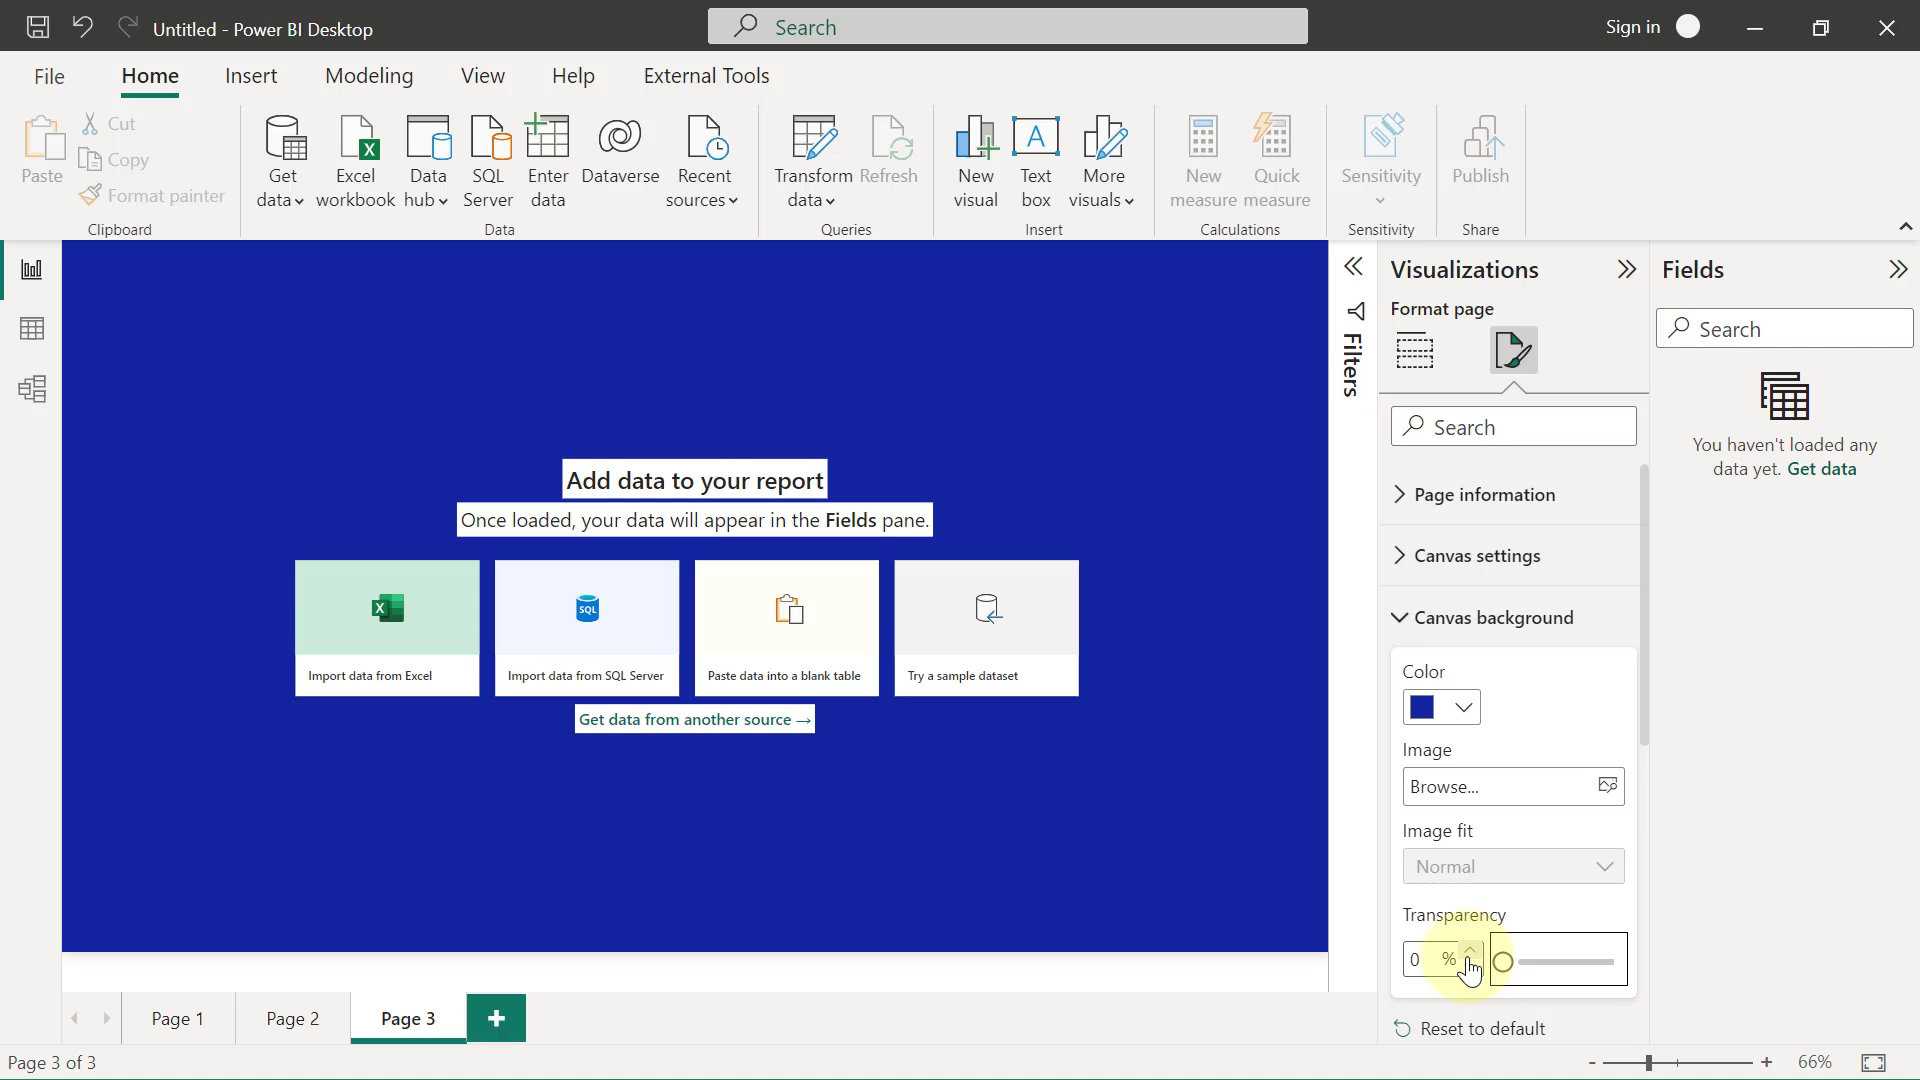 Untitled - Power BI Desktop
Search
Sign in
File
Home
Insert
Modeling
View
Help
External Tools
Paste
Cut
Copy
Format painter
Clipboard
Get data
Excel workbook
Data hub
SQL Server
Enter data
Dataverse
Recent sources
Data
Transform data
Refresh
Queries
New visual
Text box
More visuals
Insert
New measure
Quick measure
Calculations
Sensitivity
Sensitivity
Publish
Share
Add data to your report
Once loaded, your data will appear in the Fields pane.
Import data from Excel
SQL
Import data from SQL Server
Paste data into a blank table
Try a sample dataset
Get data from another source →
Filters
Visualizations
Format page
Search
Page information
Canvas settings
Canvas background
Color
Image
Browse...
Image fit
Normal
Transparency
0 %
Reset to default
Fields
Search
You haven't loaded any
data yet. Get data
Page 1
Page 2
Page 3
Page 3 of 3
- + 66%